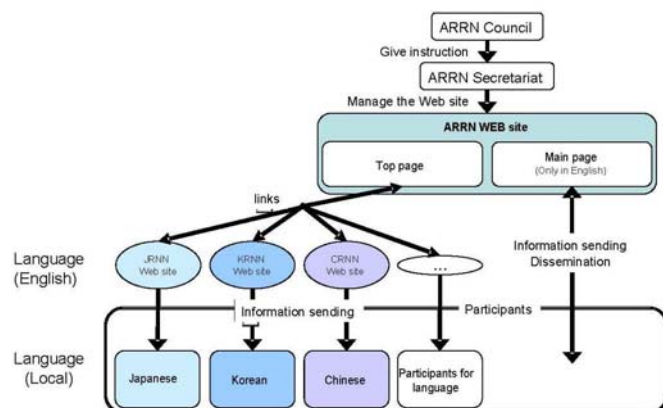 ARRN Council
Give instruction
ARRN Secretariat
Manage the Web site
ARRN WEB site
Top page
Main page
(Only in English)
links
Language
(English)
JRNN
Web site
KRNN
Web site
CRNN
Web site
...
Information sending
Dissemination
Information sending
Participants
Language
(Local)
Japanese
Korean
Chinese
Participants for
language